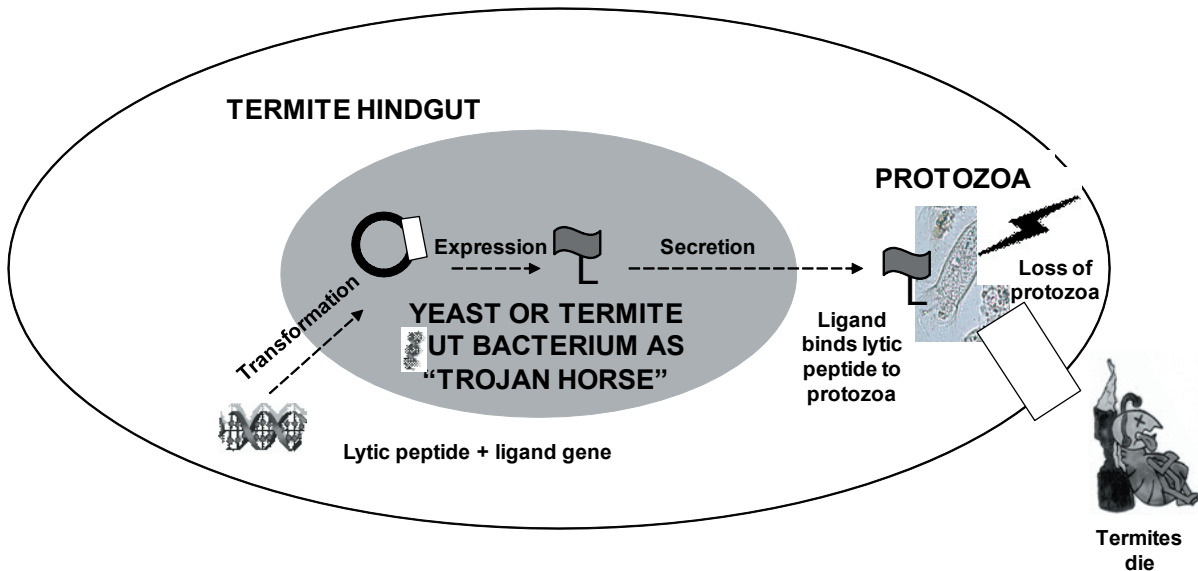 TERMITE HINDGUT
PROTOZOA
Expression
Secretion
Transformation
Loss of
protozoa
YEAST OR TERMITE
UT BACTERIUM AS
“TROJAN HORSE”
Ligand
binds lytic
peptide to
protozoa
Lytic peptide + ligand gene
Termites
die